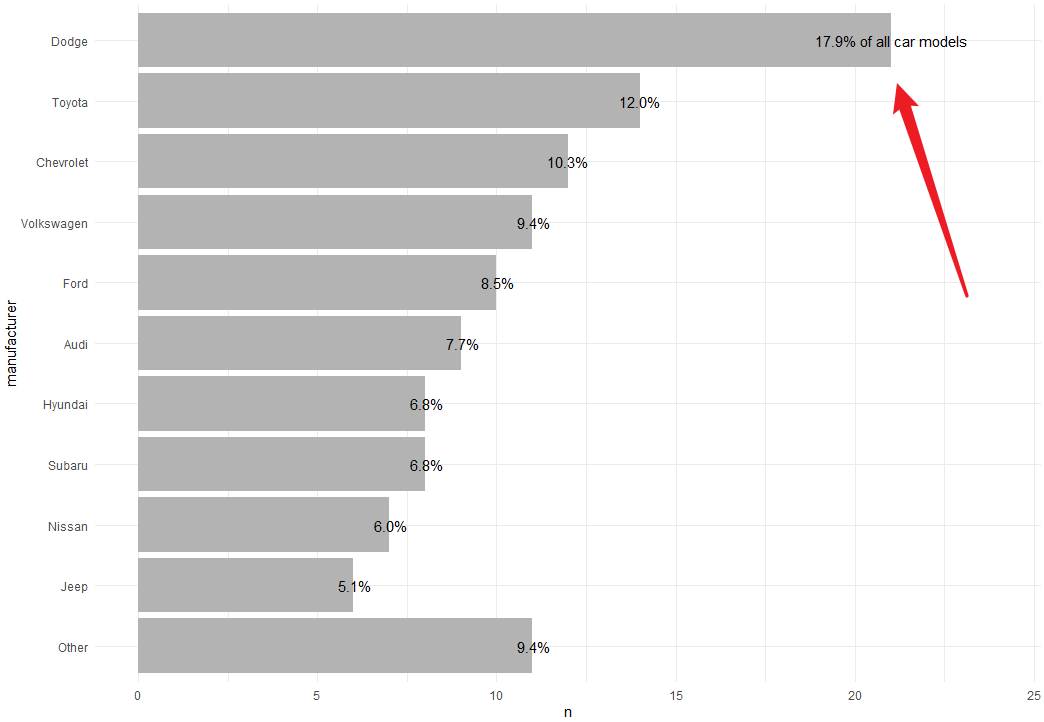 Dodge 17.9% of all car models
Toyota 12.0%
Chevrolet 10.3%
Volkswagen 9.4%
Ford 8.5%
Audi 7.7%
Hyundai 6.8%
Subaru 6.8%
Nissan 6.0%
Jeep 5.1%
Other 9.4%
manufacturer
0 5 10 15 20 25
n